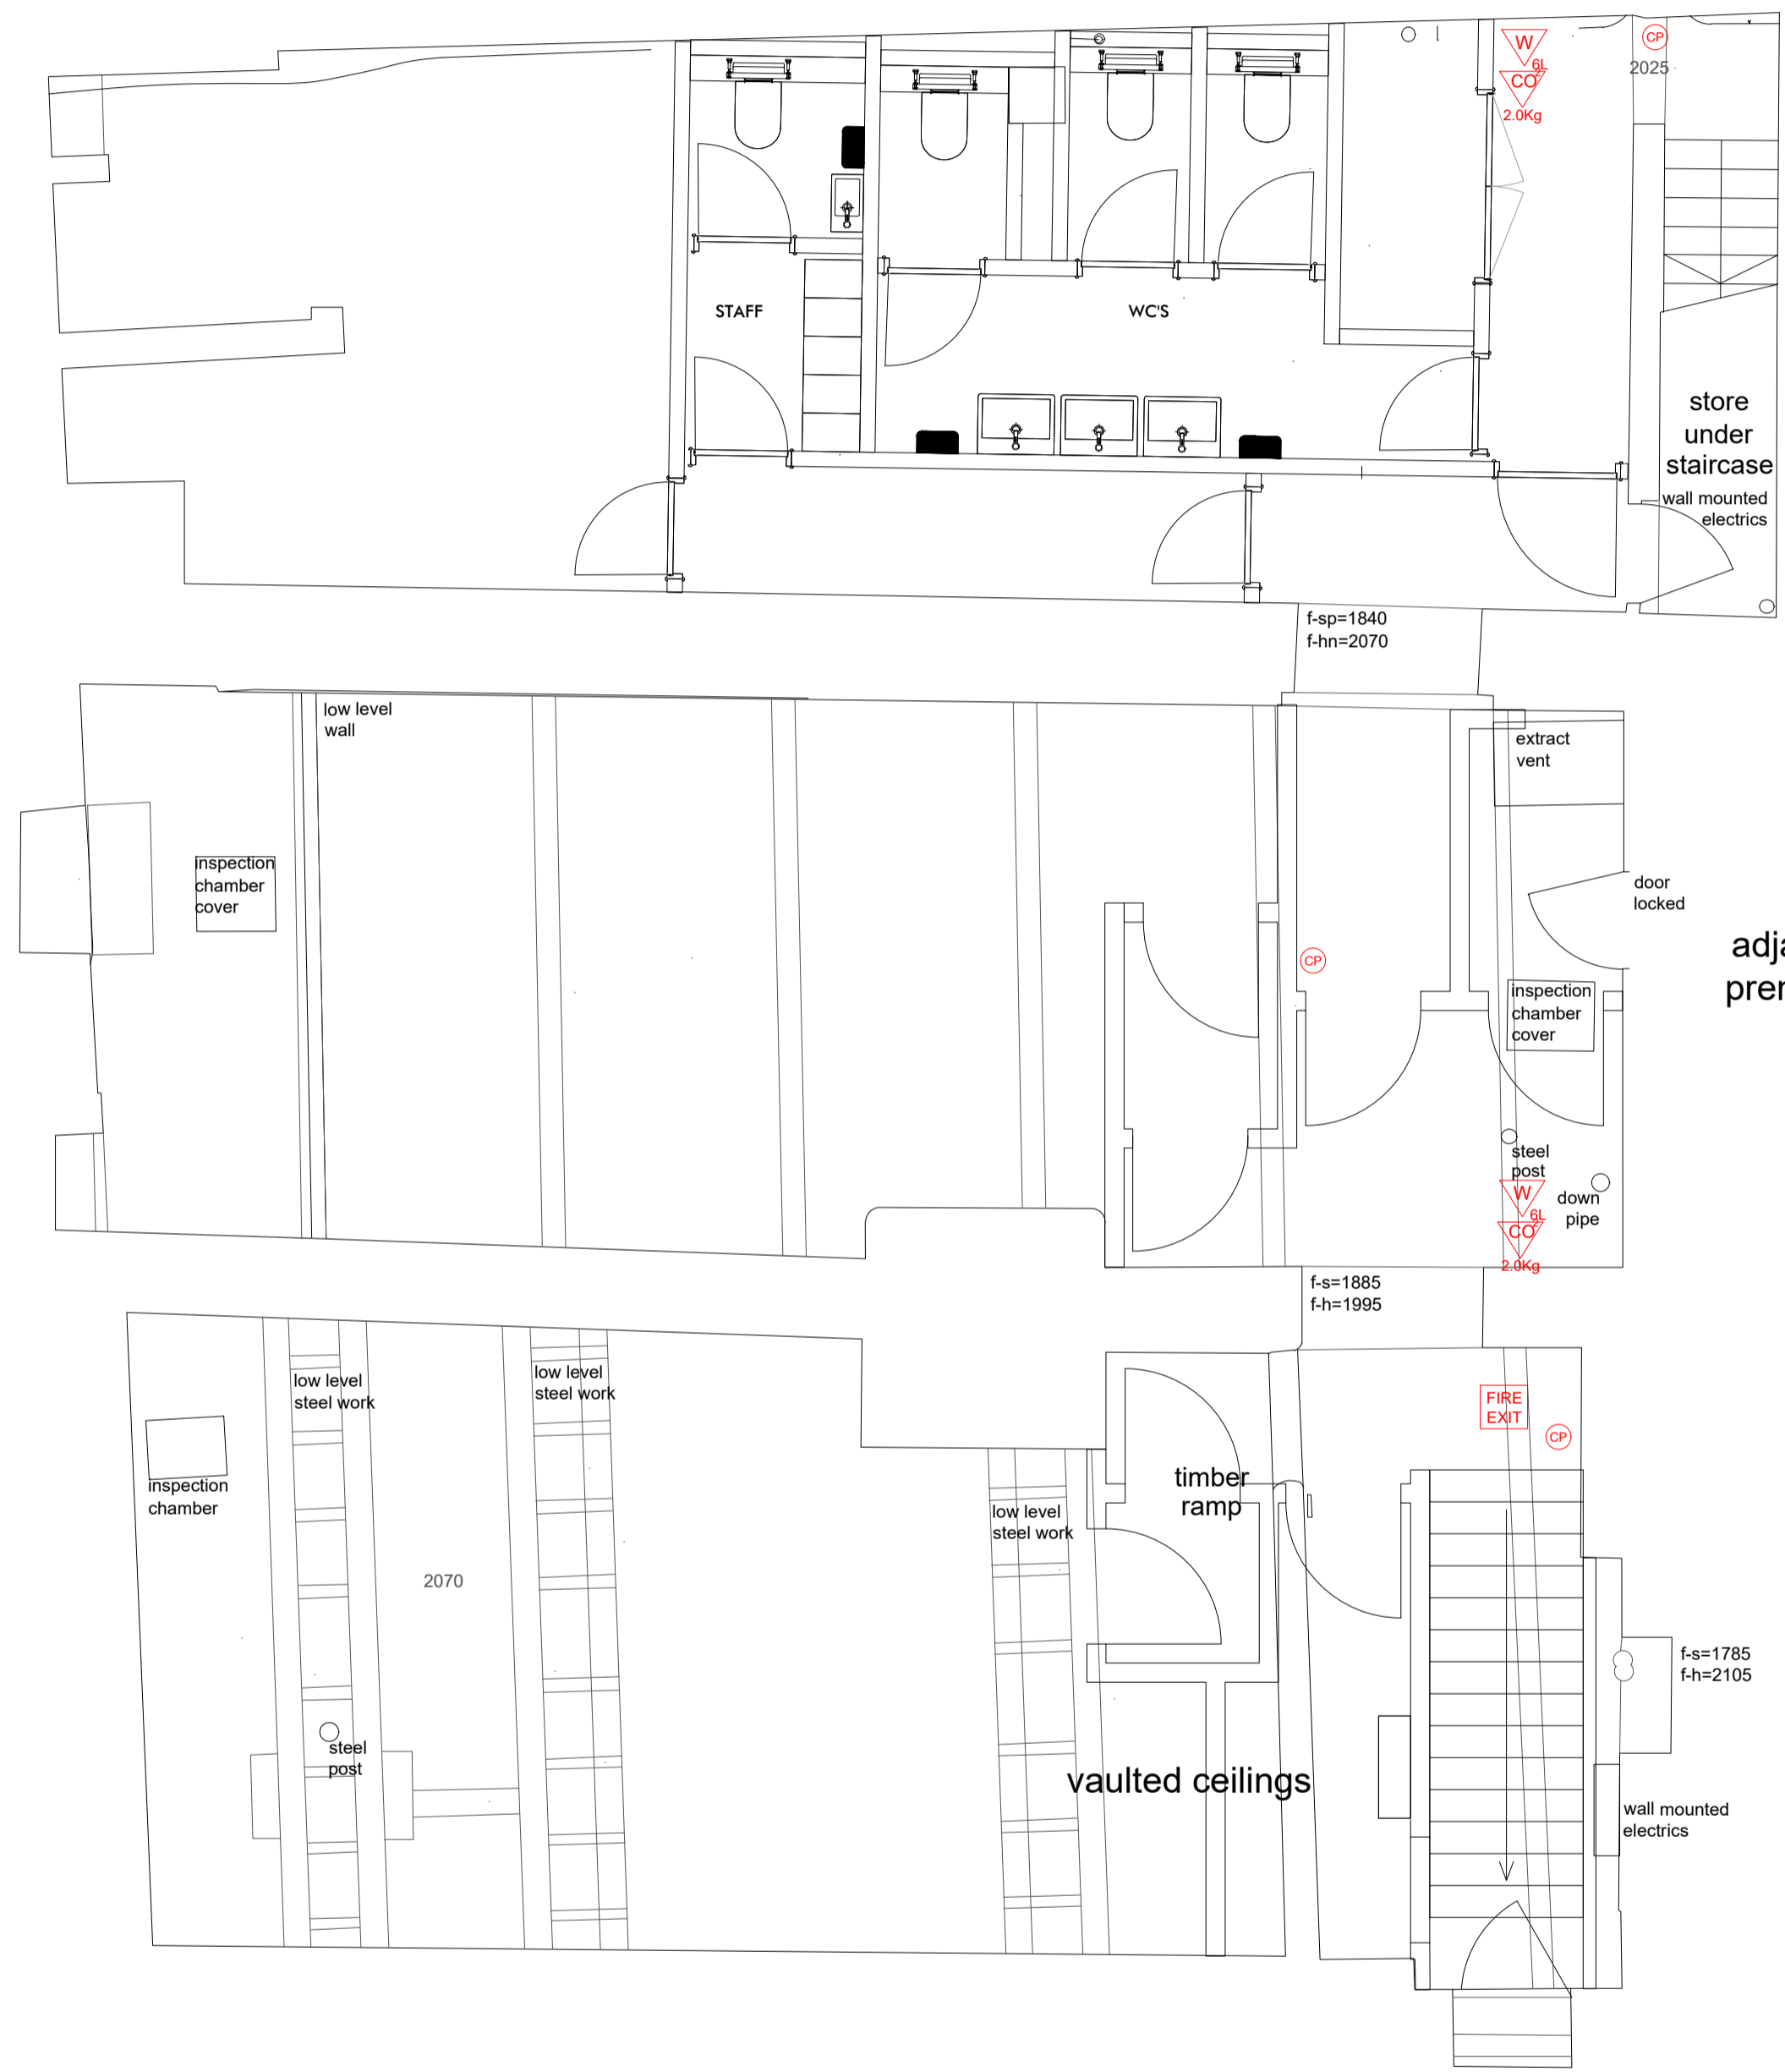 W
6L
CO2
2.0Kg
CP
2025
STAFF
WC'S
store
under
staircase
wall mounted
electrics
f-sp=1840
f-hn=2070
low level
wall
extract
vent
inspection
chamber
cover
door
locked
adja
prer
CP
inspection
chamber
cover
steel
post
W
6L
CO2
2.0Kg
down
pipe
f-s=1885
f-h=1995
low level
steel work
low level
steel work
FIRE
EXIT
CP
inspection
chamber
timber
ramp
low level
steel work
2070
f-s=1785
f-h=2105
steel
post
vaulted ceilings
wall mounted
electrics